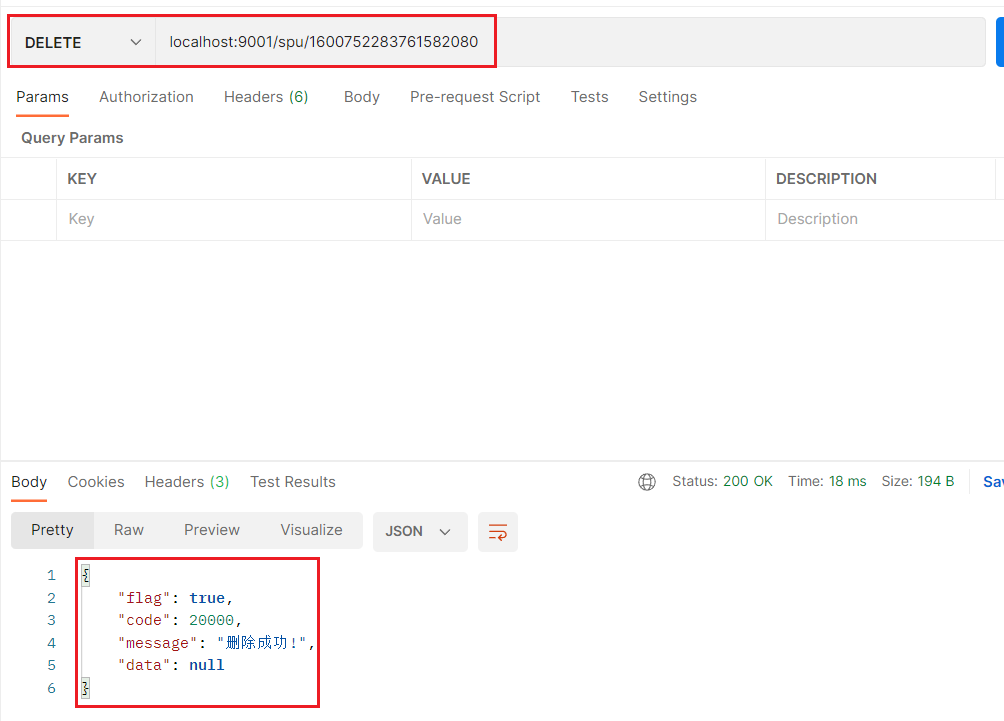 DELETE localhost:9001/spu/1600752283761582080
Params Authorization Headers (6) Body Pre-request Script Tests Settings
Query Params
KEY VALUE DESCRIPTION
Key Value Description
Body Cookies Headers (3) Test Results Status: 200 OK Time: 18 ms Size: 194 B
Pretty Raw Preview Visualize JSON
1 {
2 "flag": true,
3 "code": 20000,
4 "message": "删除成功!",
5 "data": null
6 }